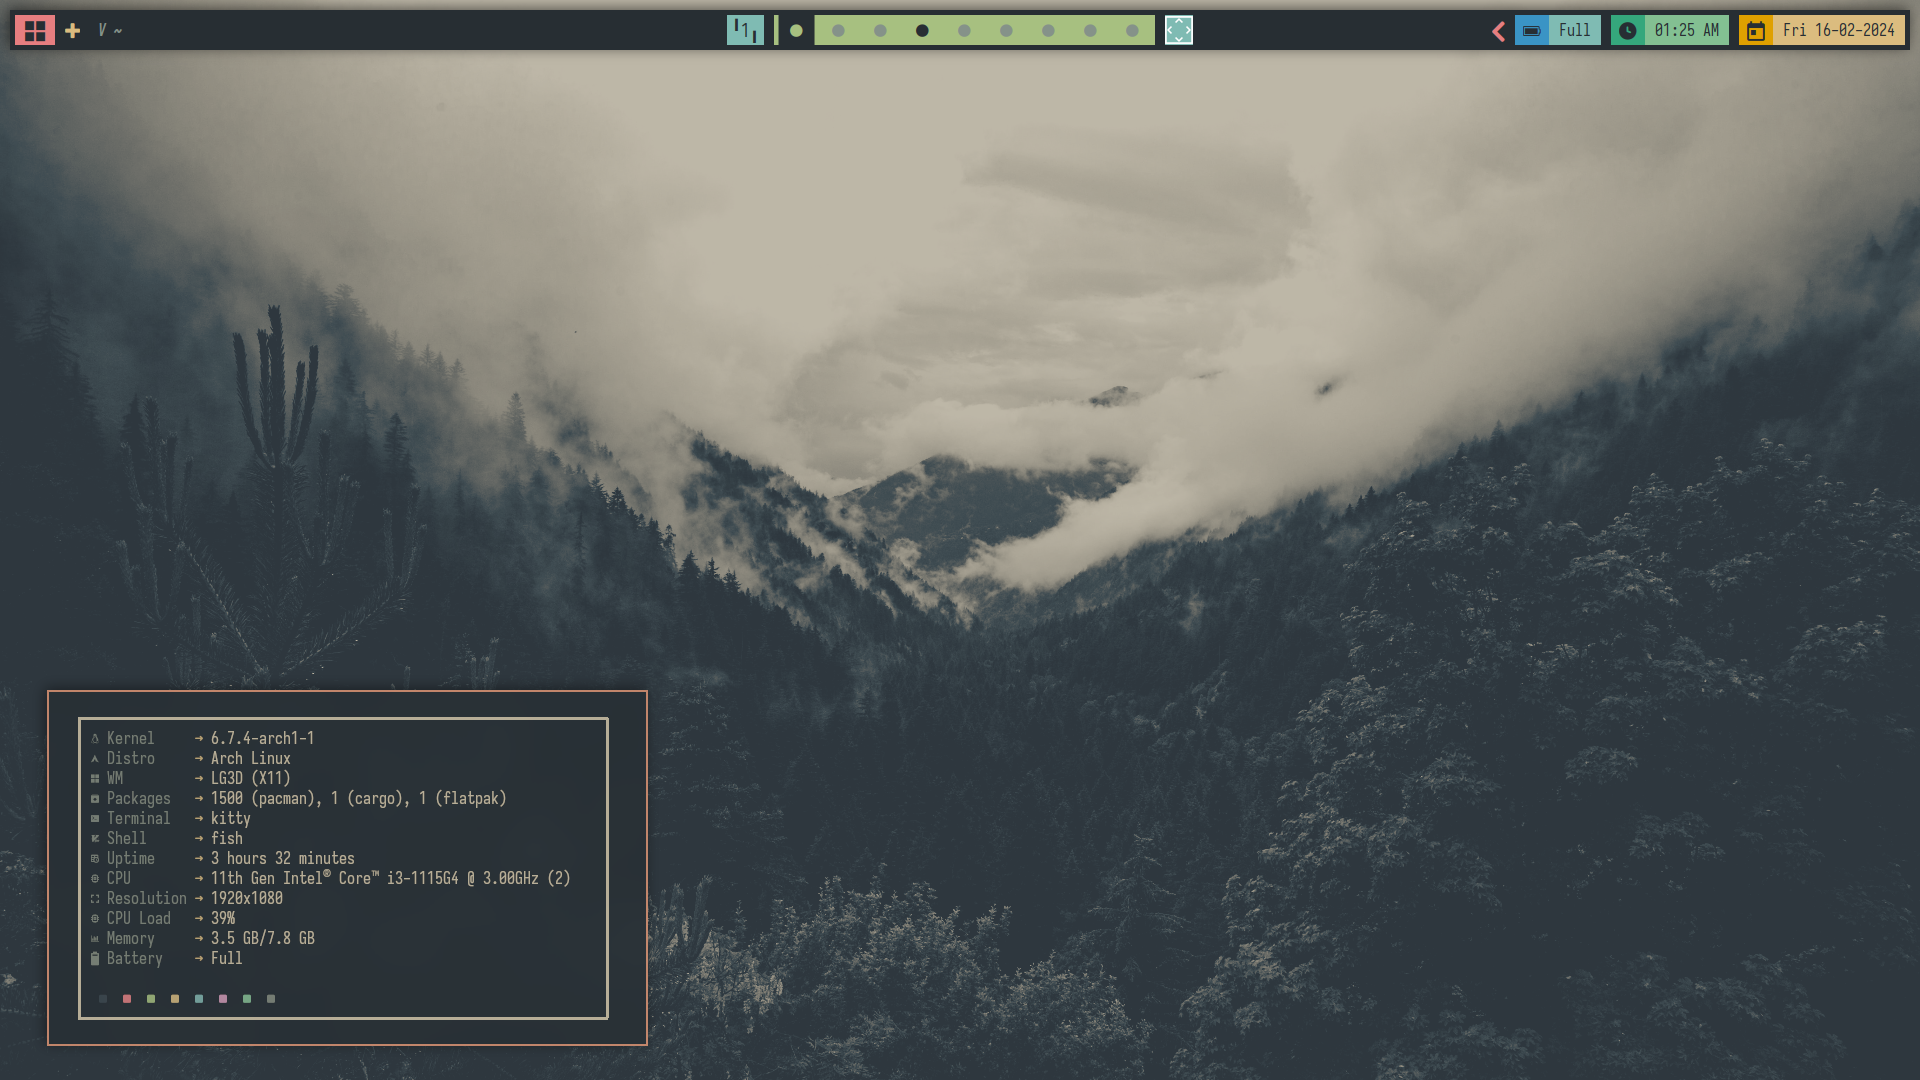 V ~
1
Full
01:25 AM
Fri 16-02-2024
Kernel → 6.7.4-arch1-1
Distro → Arch Linux
WM → LG3D (X11)
Packages → 1500 (pacman), 1 (cargo), 1 (flatpak)
Terminal → kitty
Shell → fish
Uptime → 3 hours 32 minutes
CPU → 11th Gen Intel® Core™ i3-1115G4 @ 3.00GHz (2)
Resolution → 1920x1080
CPU Load → 39%
Memory → 3.5 GB/7.8 GB
Battery → Full